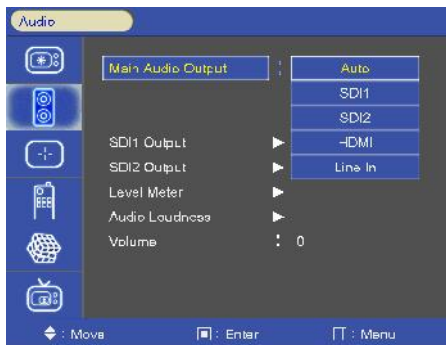 Audio
Main Audio Output : Auto
SDI1
SDI2
HDMI
Line In
SDI1 Output ▶
SDI2 Output ▶
Level Meter ▶
Audio Loudness ▶
Volume : 0
: Move : Enter : Menu